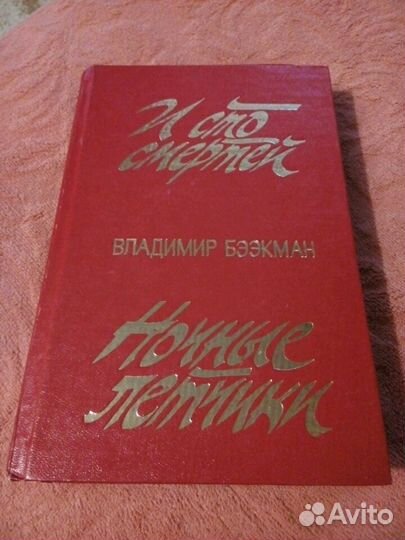 И сто
смертей
ВЛАДИМИР БЭЭКМАН
Ночные
летчики
Avito